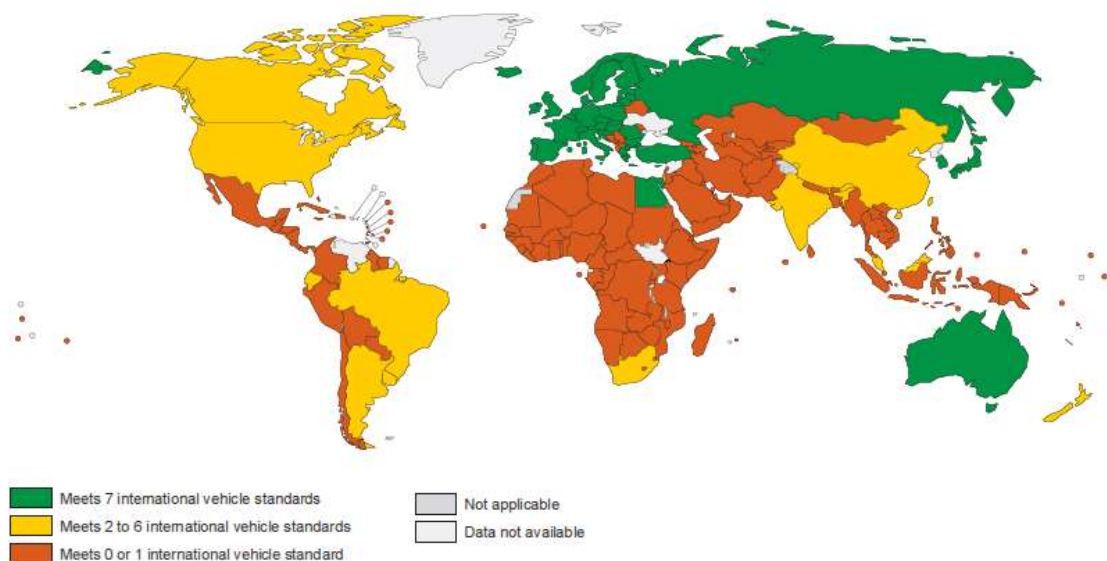 Meets 7 international vehicle standards
Meets 2 to 6 international vehicle standards
Meets 0 or 1 international vehicle standard
Not applicable
Data not available